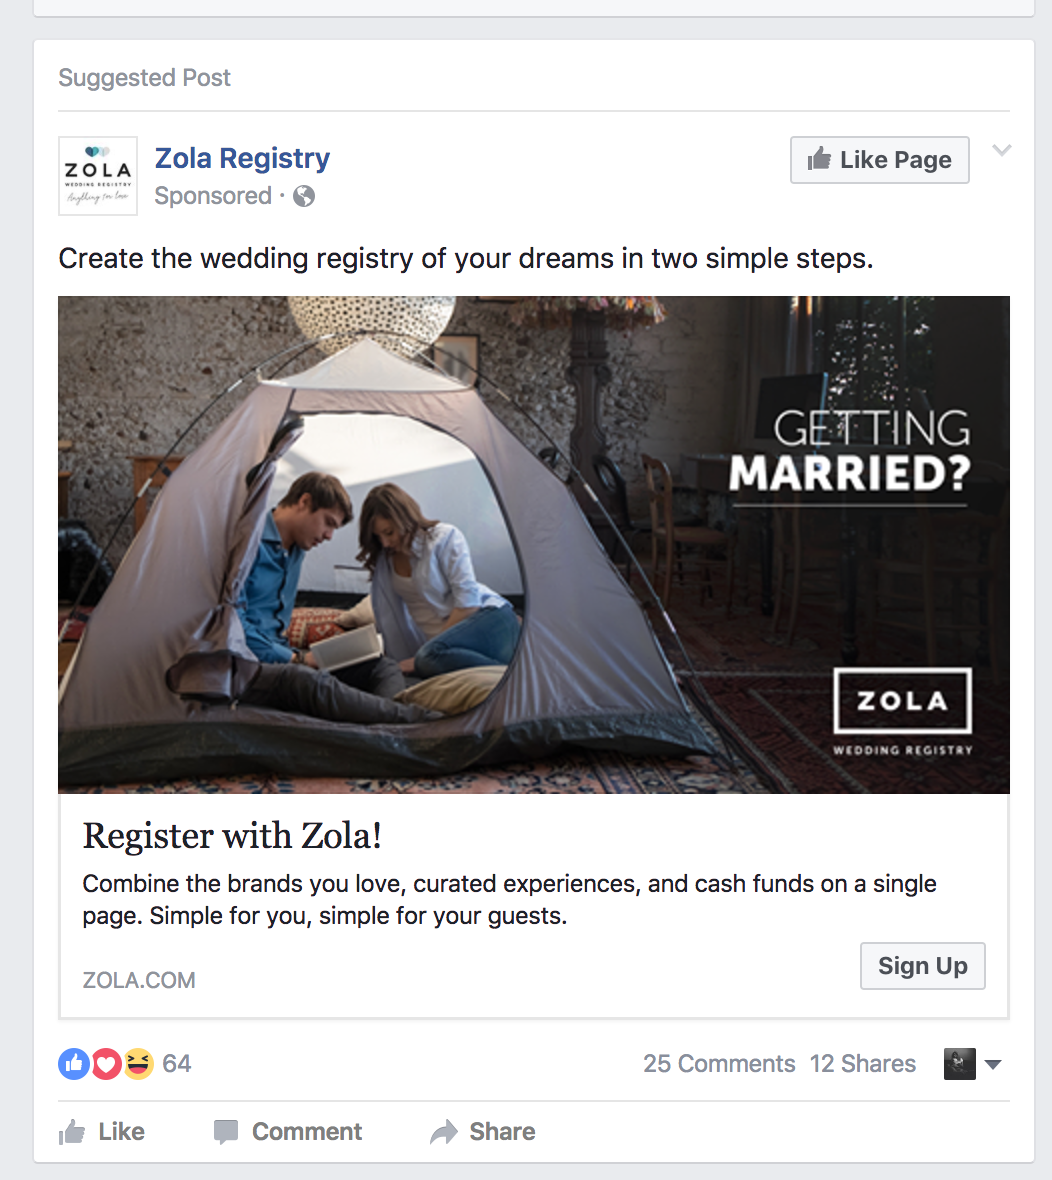 Suggested Post
ZOLA
WEDDING REGISTRY
Anything for love
Zola Registry
Sponsored ·
Like Page
Create the wedding registry of your dreams in two simple steps.
GETTING
MARRIED?
ZOLA
WEDDING REGISTRY
Register with Zola!
Combine the brands you love, curated experiences, and cash funds on a single
page. Simple for you, simple for your guests.
ZOLA.COM
Sign Up
64
25 Comments 12 Shares
Like Comment Share